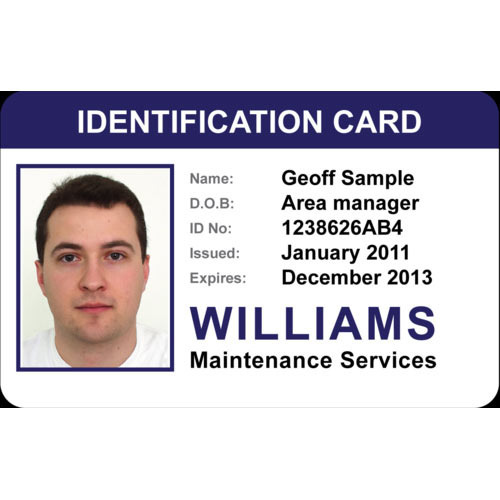 IDENTIFICATION CARD
Name: Geoff Sample
D.O.B: Area manager
ID No: 1238626AB4
Issued: January 2011
Expires: December 2013
WILLIAMS
Maintenance Services